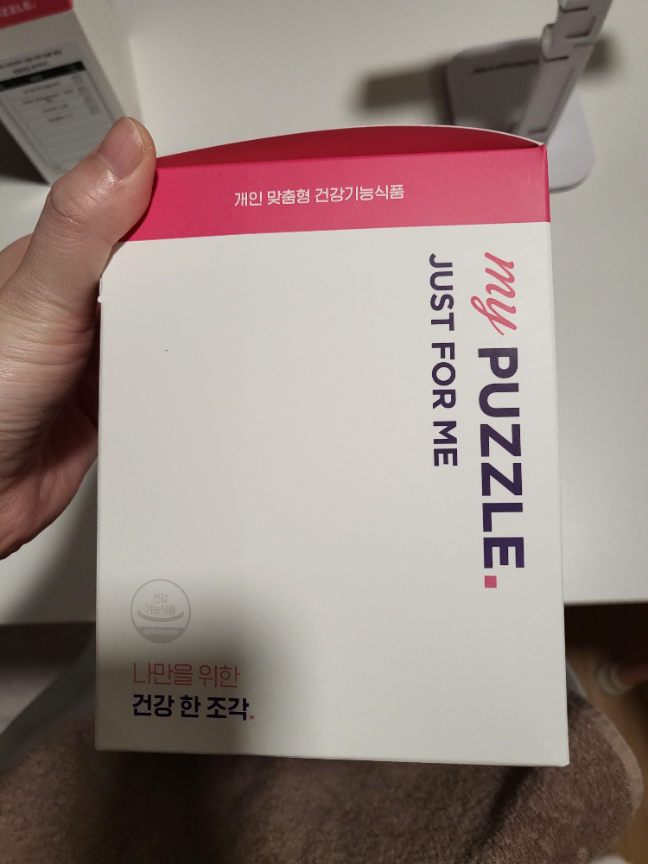 ZZLE.
개인 맞춤형 건강기능식품
my PUZZLE.
JUST FOR ME
건강
기능식품
나만을 위한
건강 한 조각.